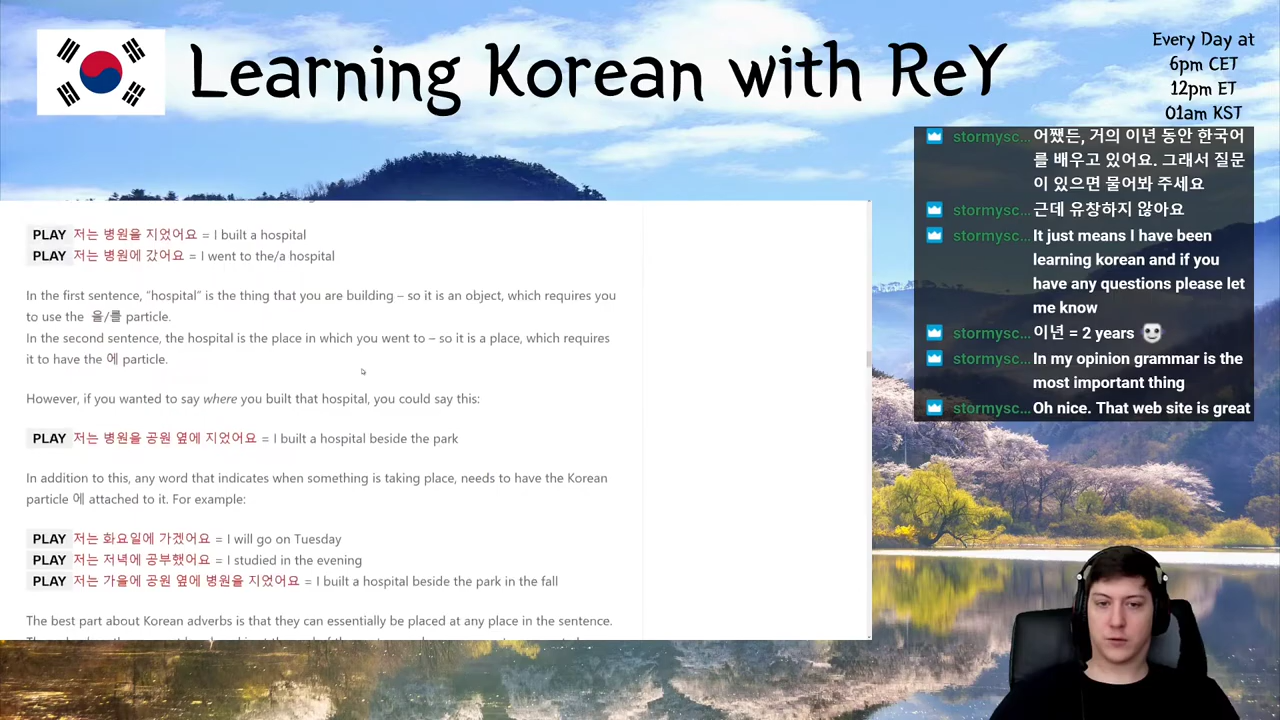 Learning Korean with ReY
Every Day at
6pm CET
12pm ET
01am KST
PLAY 저는 병원을 지었어요 = I built a hospital
PLAY 저는 병원에 갔어요 = I went to the/a hospital
In the first sentence, “hospital” is the thing that you are building – so it is an object, which requires you
to use the 을/를 particle.
In the second sentence, the hospital is the place in which you went to – so it is a place, which requires
it to have the 에 particle.
However, if you wanted to say where you built that hospital, you could say this:
PLAY 저는 병원을 공원 옆에 지었어요 = I built a hospital beside the park
In addition to this, any word that indicates when something is taking place, needs to have the Korean
particle 에 attached to it. For example:
PLAY 저는 화요일에 가겠어요 = I will go on Tuesday
PLAY 저는 저녁에 공부했어요 = I studied in the evening
PLAY 저는 가을에 공원 옆에 병원을 지었어요 = I built a hospital beside the park in the fall
The best part about Korean adverbs is that they can essentially be placed at any place in the sentence.
stormysc... 어쨌든, 거의 이년 동안 한국어
를 배우고 있어요. 그래서 질문
이 있으면 물어봐 주세요
stormysc... 근데 유창하지 않아요
stormysc... It just means I have been
learning korean and if you
have any questions please let
me know
stormysc... 이년 = 2 years
stormysc... In my opinion grammar is the
most important thing
stormysc... Oh nice. That web site is great